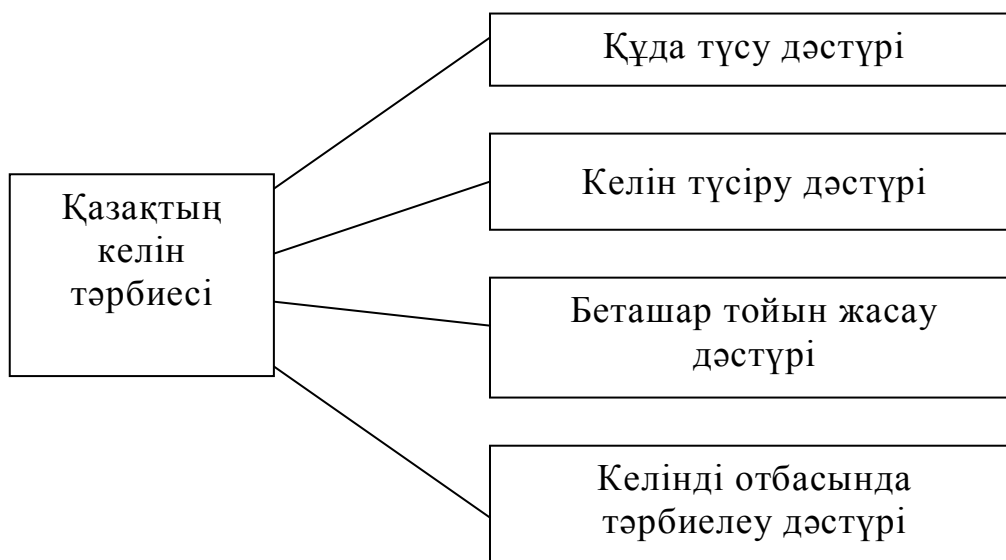 Құда түсу дәстүрі
Келін түсіру дәстүрі
Қазақтың
келін
тәрбиесі
Беташар тойын жасау
дәстүрі
Келінді отбасында
тәрбиелеу дәстүрі